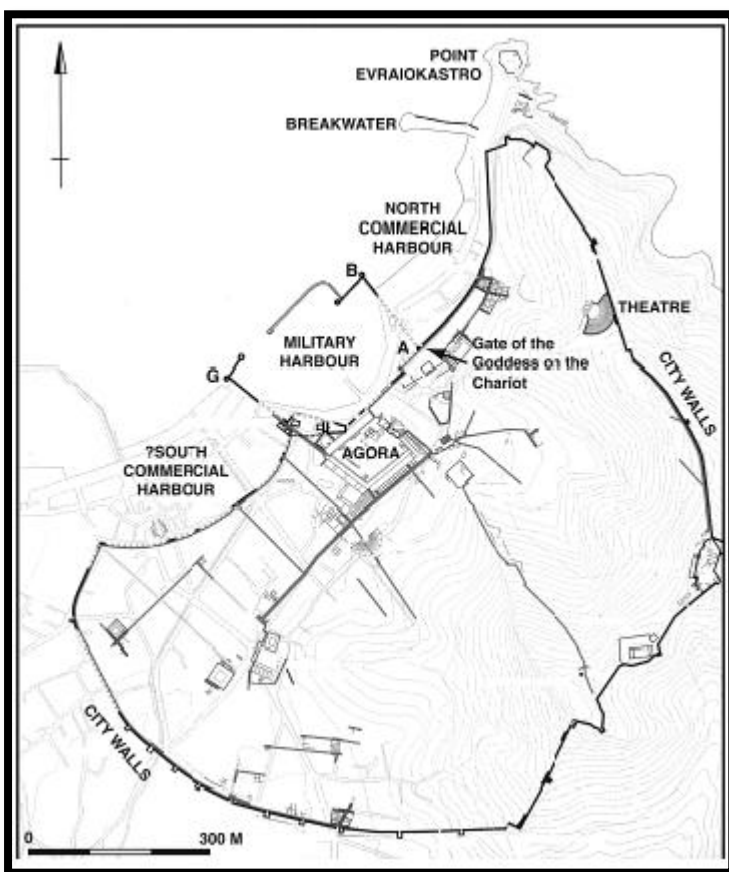 POINT
EVRAIOKASTRO
BREAKWATER
NORTH
COMMERCIAL
HARBOUR
B
THEATRE
MILITARY
HARBOUR
A
Gate of the
Goddess on the
Chariot
G
CITY WALLS
AGORA
?SOUTH
COMMERCIAL
HARBOUR
CITY WALLS
0 300 M